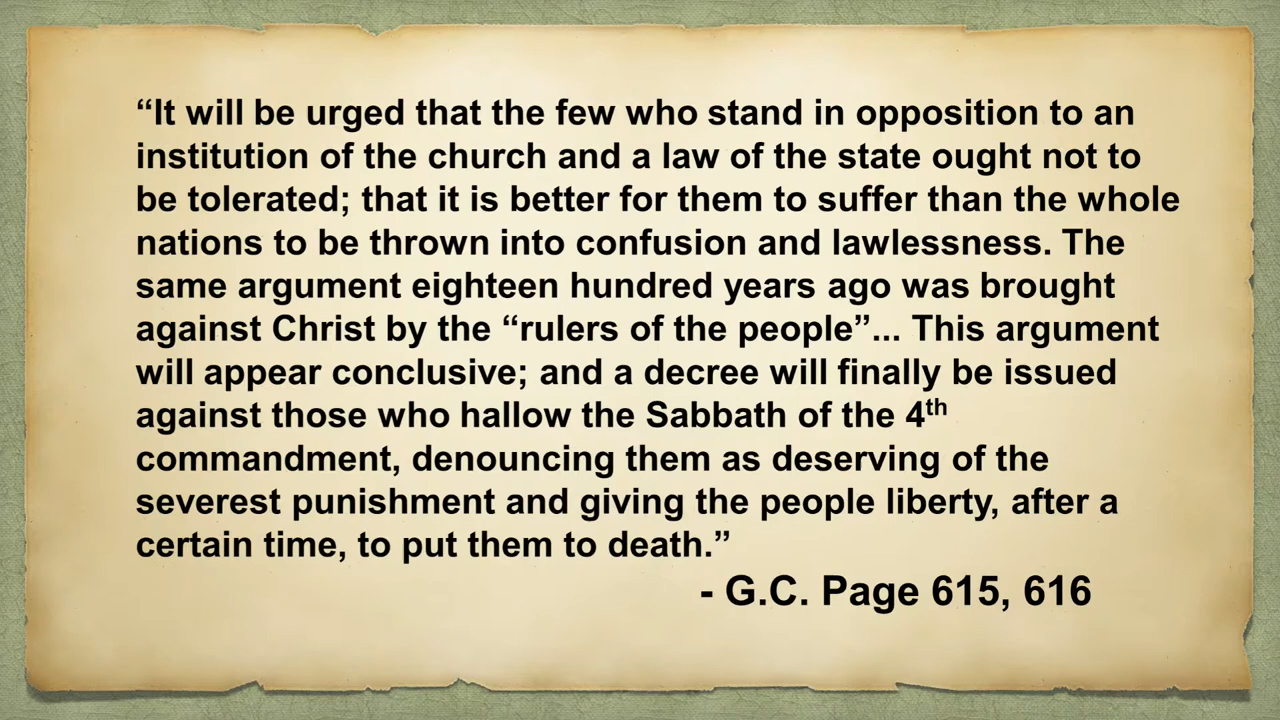 “It will be urged that the few who stand in opposition to an
institution of the church and a law of the state ought not to
be tolerated; that it is better for them to suffer than the whole
nations to be thrown into confusion and lawlessness. The
same argument eighteen hundred years ago was brought
against Christ by the “rulers of the people”... This argument
will appear conclusive; and a decree will finally be issued
against those who hallow the Sabbath of the 4th
commandment, denouncing them as deserving of the
severest punishment and giving the people liberty, after a
certain time, to put them to death.”
- G.C. Page 615, 616